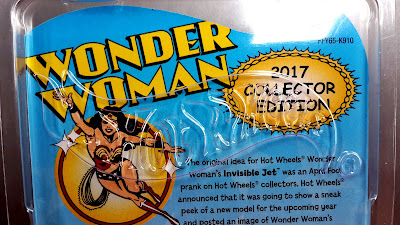 FPY65-K910
WONDER
WOMAN
2017
COLLECTOR
EDITION
The original idea for Hot Wheels® Wonder
Woman's Invisible Jet™ was an April Fool
prank on Hot Wheels® collectors. Hot Wheels®
announced that it was going to show a sneak
peek of a new model for the upcoming year
and posted an image of Wonder Woman's